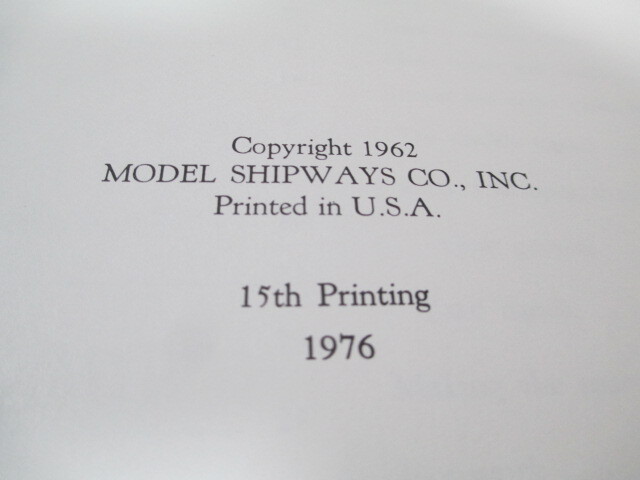 Copyright 1962
MODEL SHIPWAYS CO., INC.
Printed in U.S.A.
15th Printing
1976